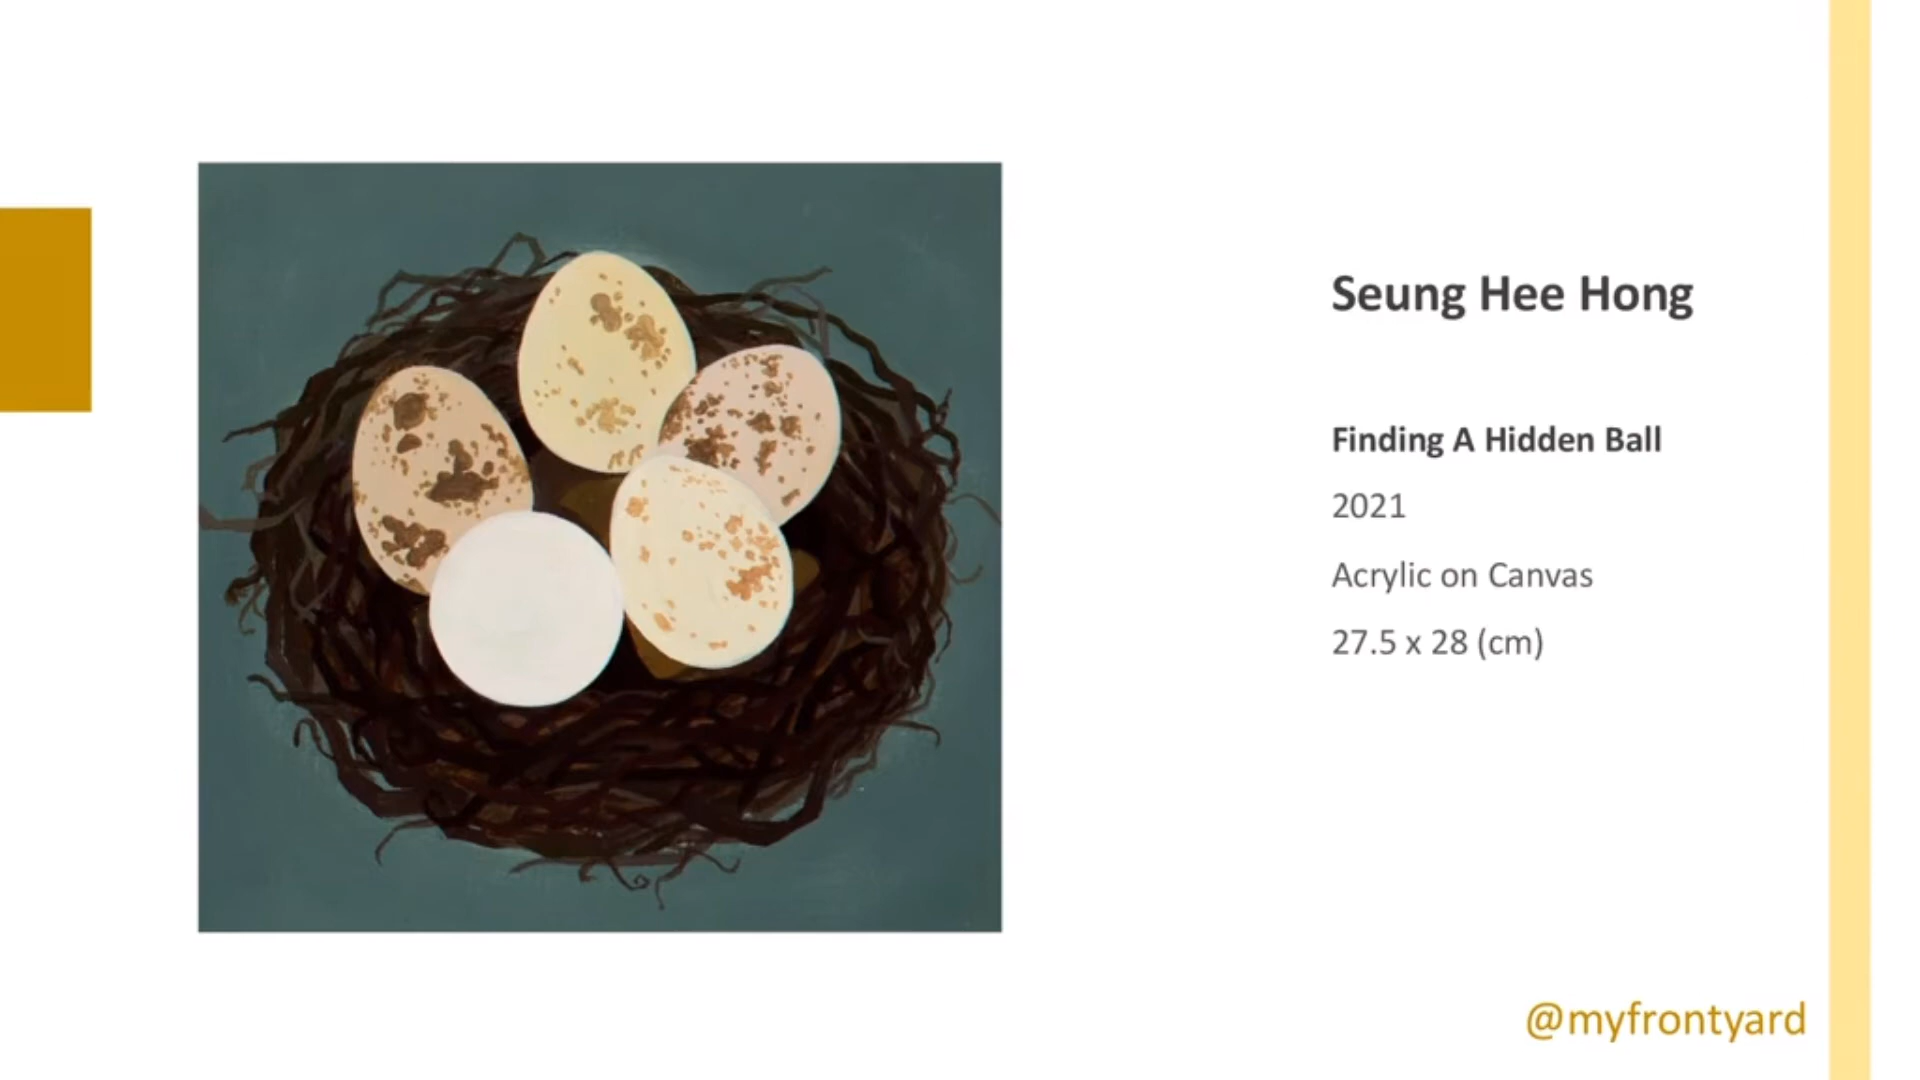 Seung Hee Hong
Finding A Hidden Ball
2021
Acrylic on Canvas
27.5 x 28 (cm)
@myfrontyard